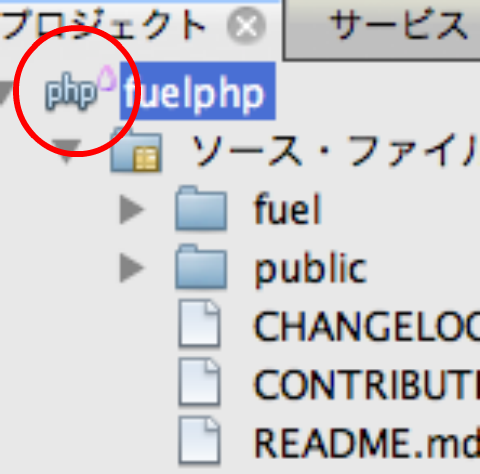 プロジェクト サービス
php fuelphp
ソース・ファイル
fuel
public
CHANGELOG
CONTRIBUTI
README.md